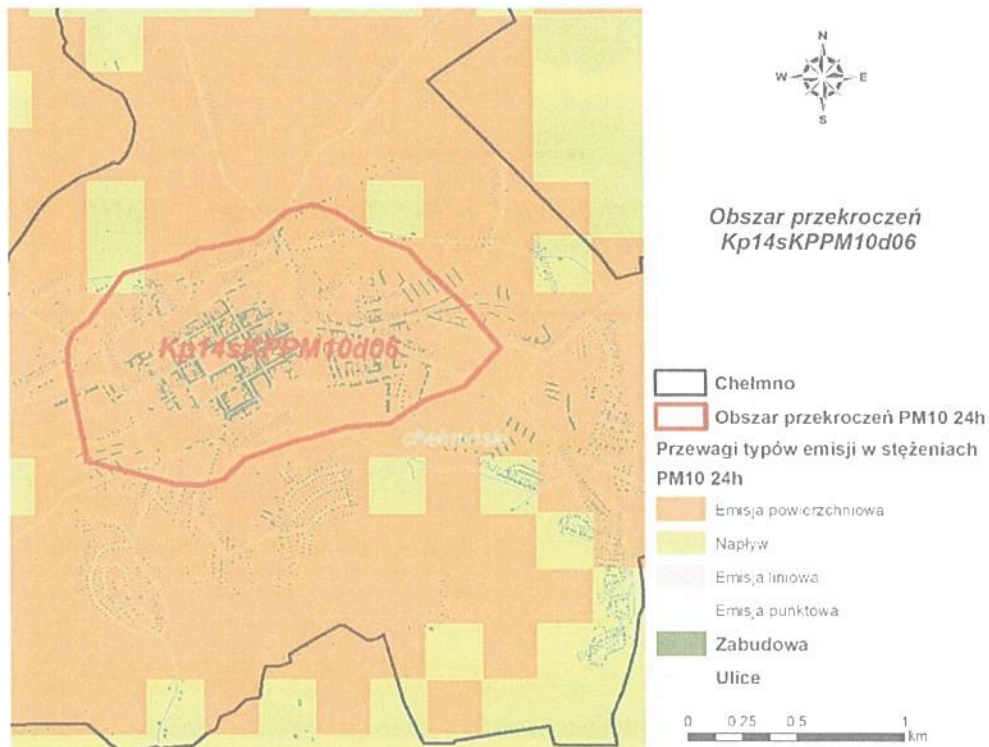 N
W E
S
Obszar przekroczeń
Kp14sKPPM10d06
Kp14sKPPM10d06
chełmiński
Chełmno
Obszar przekroczeń PM10 24h
Przewagi typów emisji w stężeniach
PM10 24h
Emisja powierzchniowa
Napływ
Emisja liniowa
Emisja punktowa
Zabudowa
Ulice
0 0.25 0.5 1
km